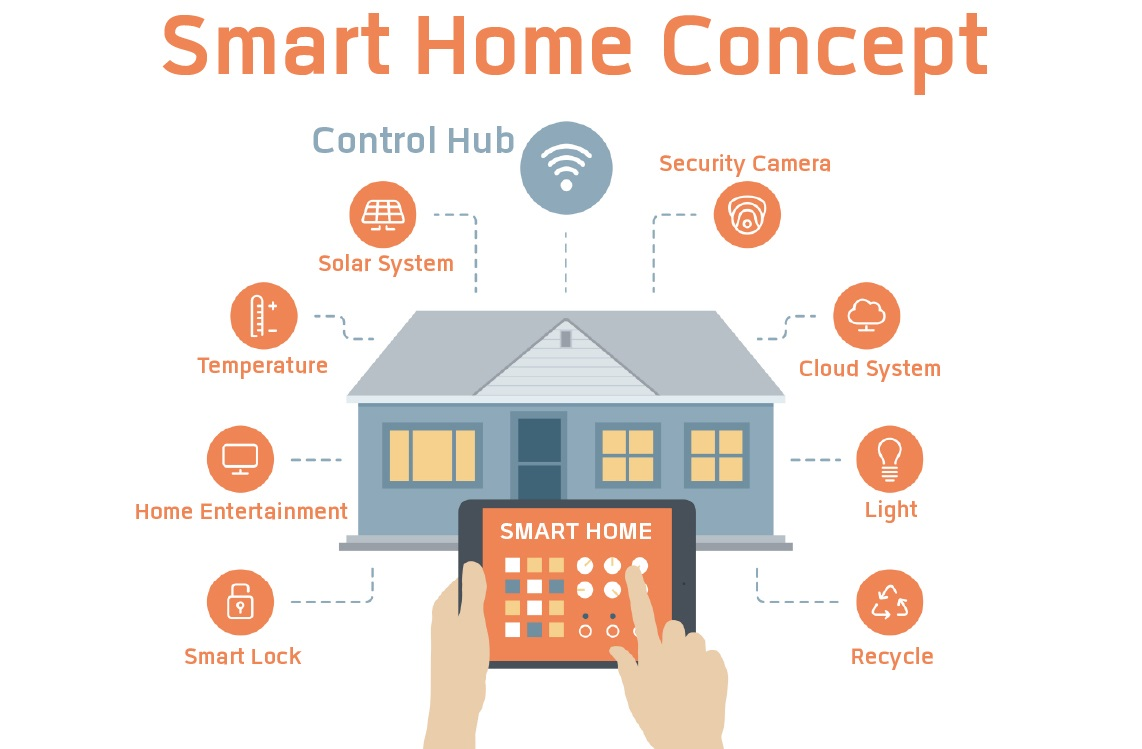 Smart Home Concept
Control Hub
Security Camera
Solar System
Temperature
Cloud System
Home Entertainment
Light
SMART HOME
Smart Lock
Recycle